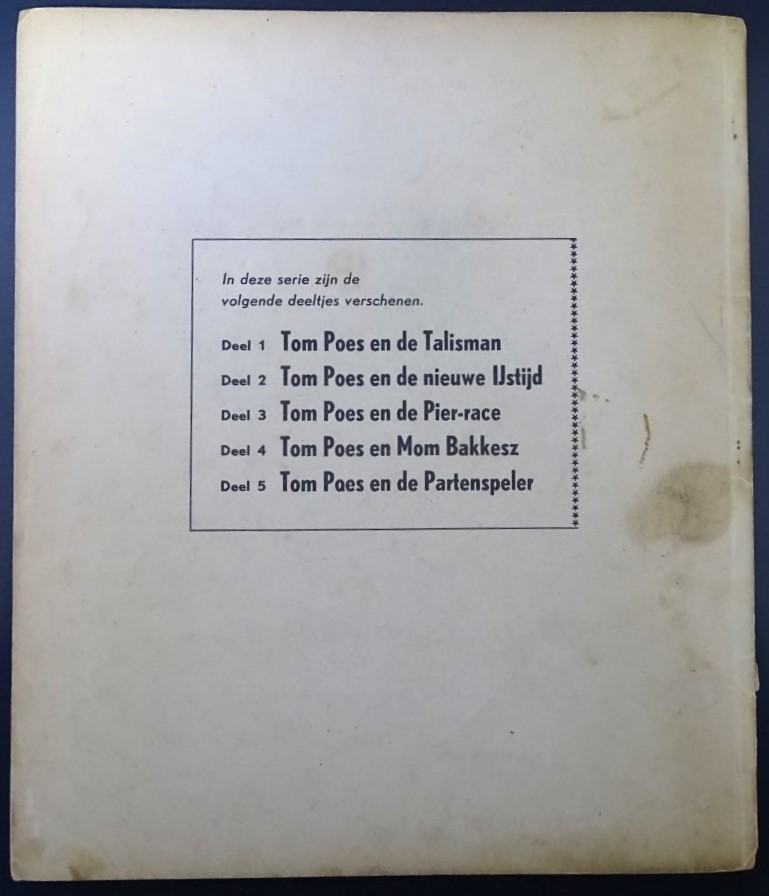 In deze serie zijn de
volgende deeltjes verschenen.
Deel 1 Tom Poes en de Talisman
Deel 2 Tom Poes en de nieuwe IJstijd
Deel 3 Tom Poes en de Pier-race
Deel 4 Tom Poes en Mom Bakkesz
Deel 5 Tom Paes en de Partenspeler